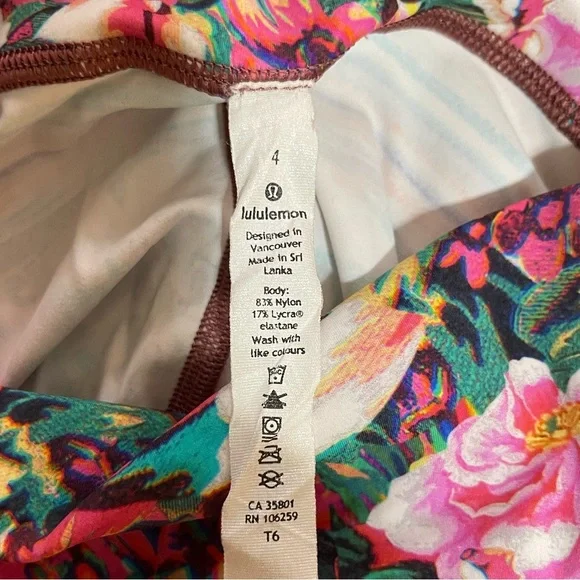 4
lululemon
Designed in
Vancouver
Made in Sri
Lanka
Body:
83% Nylon
17% Lycra®
elastane
Wash with
like colours
CA 35801
RN 106259
T6